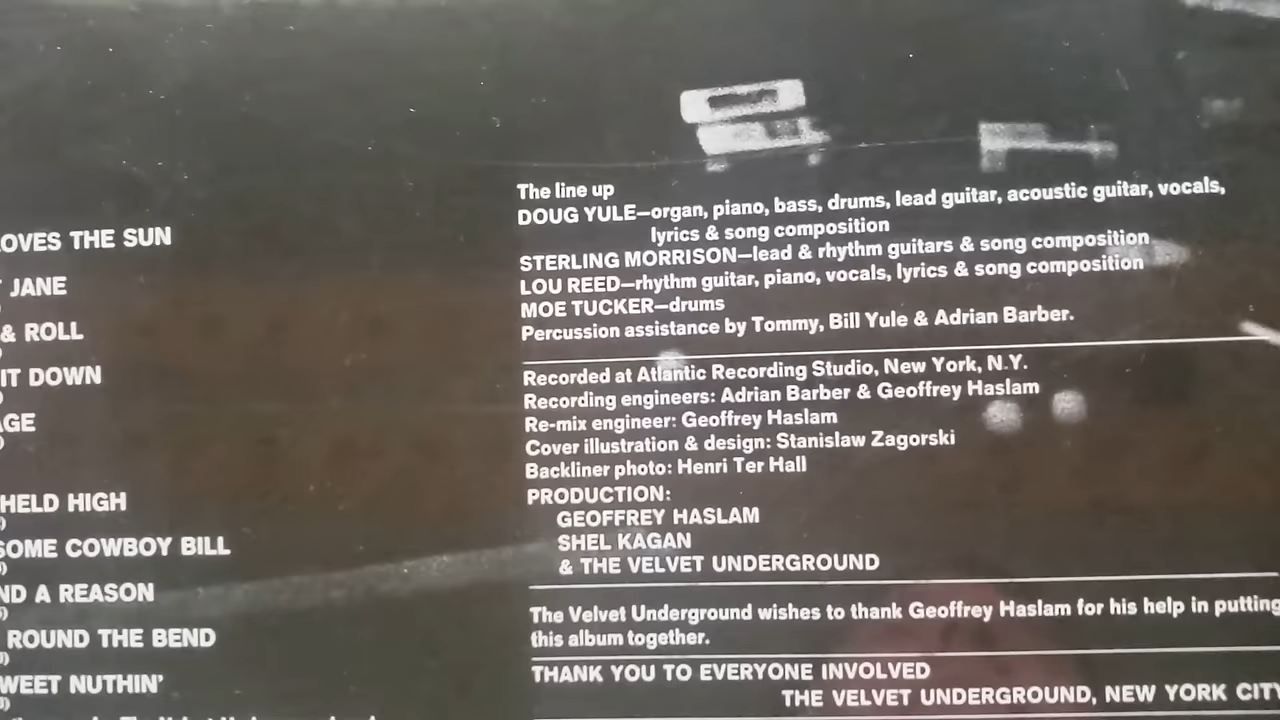 OVES THE SUN
JANE
& ROLL
IT DOWN
AGE
HELD HIGH
SOME COWBOY BILL
ND A REASON
ROUND THE BEND
WEET NUTHIN'
The line up
DOUG YULE—organ, piano, bass, drums, lead guitar, acoustic guitar, vocals,
lyrics & song composition
STERLING MORRISON—lead & rhythm guitars & song composition
LOU REED—rhythm guitar, piano, vocals, lyrics & song composition
MOE TUCKER—drums
Percussion assistance by Tommy, Bill Yule & Adrian Barber.
Recorded at Atlantic Recording Studio, New York, N.Y.
Recording engineers: Adrian Barber & Geoffrey Haslam
Re-mix engineer: Geoffrey Haslam
Cover illustration & design: Stanislaw Zagorski
Backliner photo: Henri Ter Hall
PRODUCTION:
GEOFFREY HASLAM
SHEL KAGAN
& THE VELVET UNDERGROUND
The Velvet Underground wishes to thank Geoffrey Haslam for his help in putting
this album together.
THANK YOU TO EVERYONE INVOLVED
THE VELVET UNDERGROUND, NEW YORK CITY